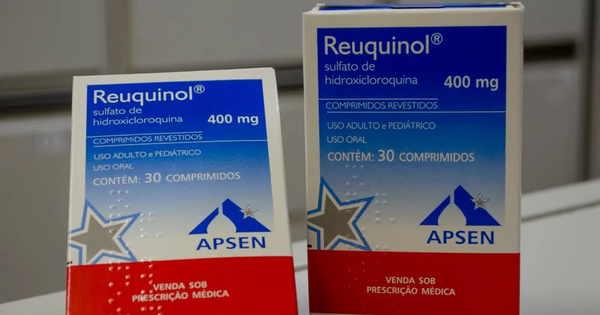 Reuquinol®
sulfato de
hidroxicloroquina
400 mg
COMPRIMIDOS REVESTIDOS
USO ADULTO e PEDIÁTRICO
USO ORAL
CONTÉM: 30 COMPRIMIDOS
APSEN
VENDA SOB
PRESCRIÇÃO MÉDICA
Reuquinol®
sulfato de
hidroxicloroquina
400 mg
COMPRIMIDOS REVESTIDOS
USO ADULTO e PEDIÁTRICO
USO ORAL
CONTÉM: 30 COMPRIMIDOS
APSEN
VENDA SOB
PRESCRIÇÃO MÉDICA